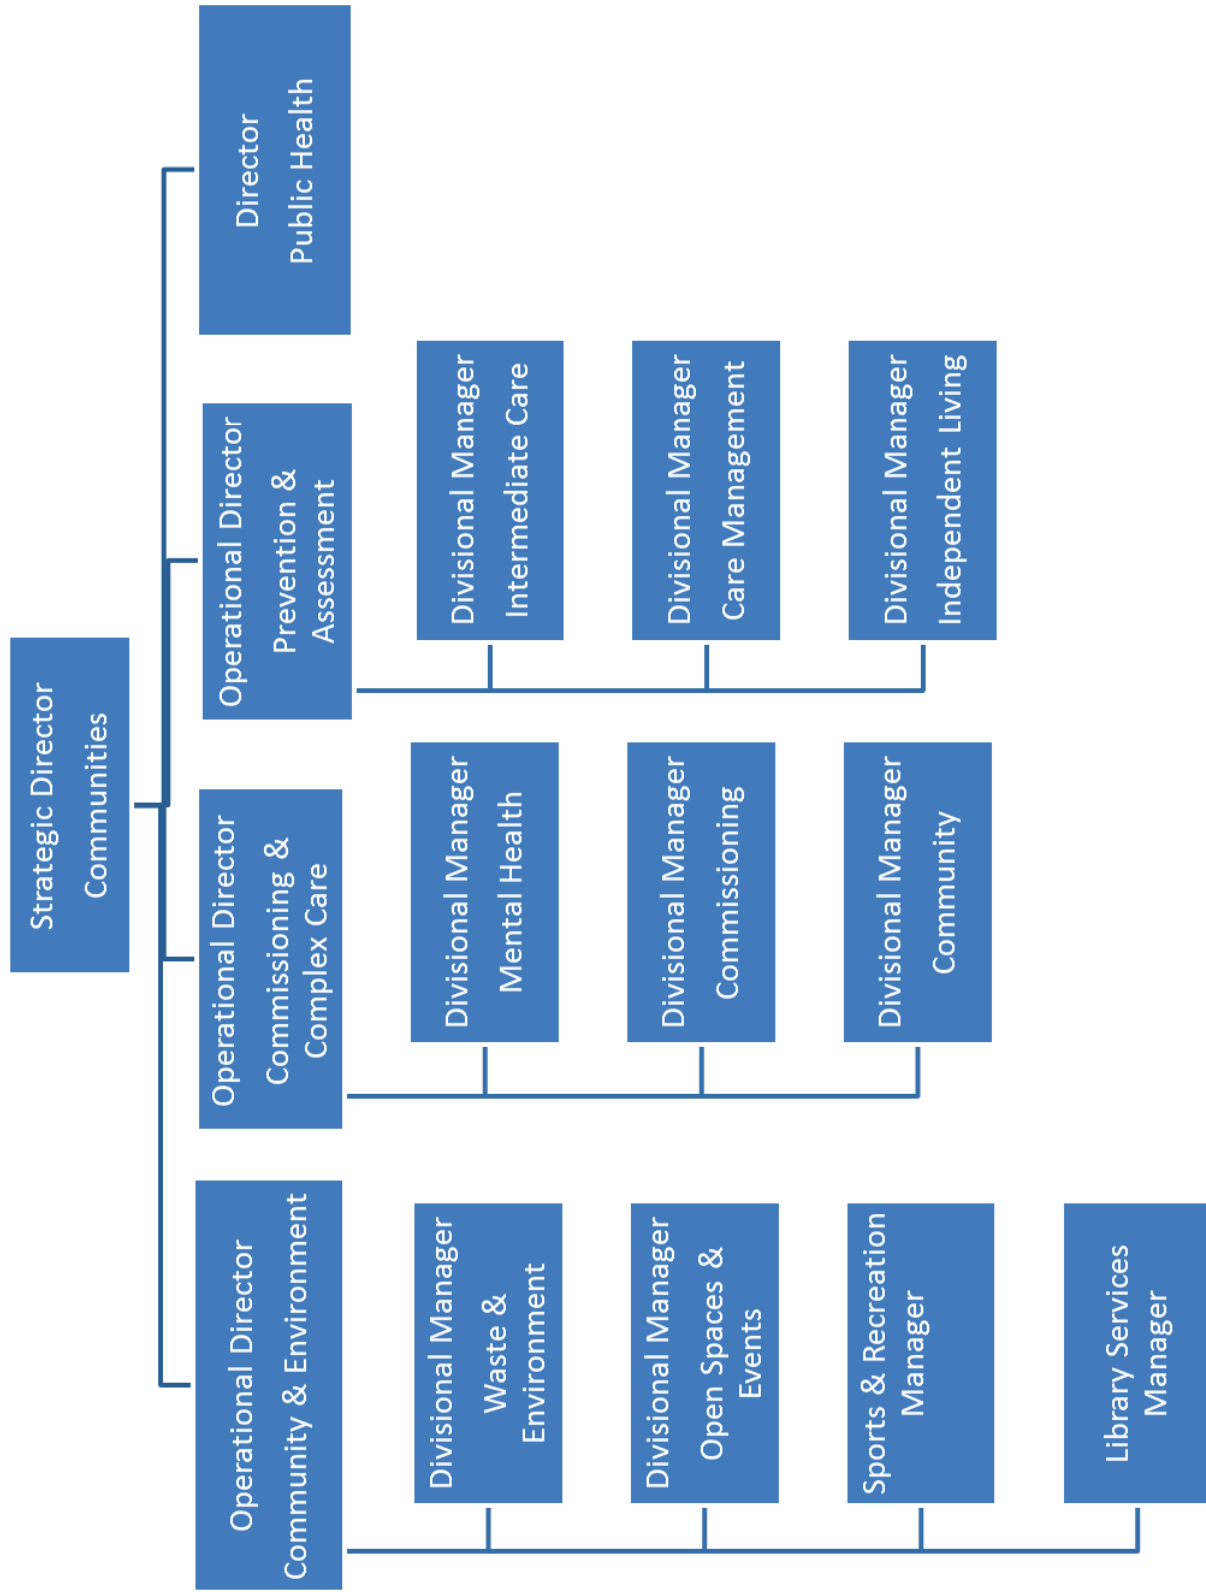 Strategic Director
Communities
Operational Director
Community & Environment
Divisional Manager
Waste &
Environment
Divisional Manager
Open Spaces &
Events
Sports & Recreation
Manager
Library Services
Manager
Operational Director
Commissioning &
Complex Care
Divisional Manager
Mental Health
Divisional Manager
Commissioning
Divisional Manager
Community
Operational Director
Prevention &
Assessment
Divisional Manager
Intermediate Care
Divisional Manager
Care Management
Divisional Manager
Independent Living
Director
Public Health